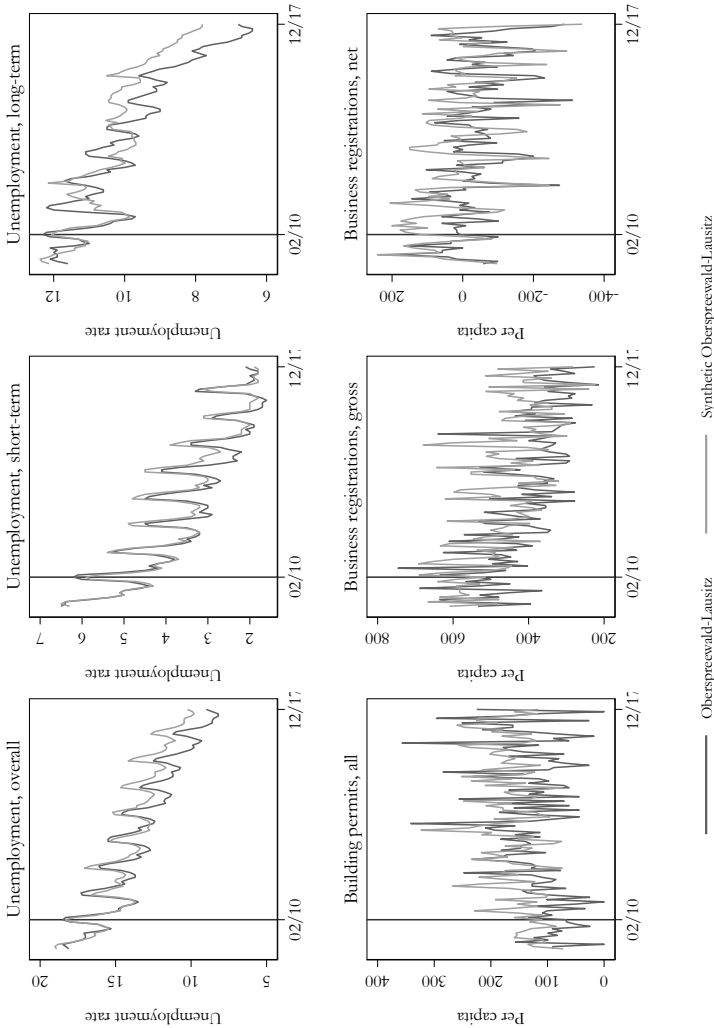 Unemployment, overall
Unemployment rate
20
15
10
5
02/10
12/17
Unemployment, short-term
Unemployment rate
7
6
5
4
3
2
02/10
12/17
Unemployment, long-term
Unemployment rate
12
10
8
6
02/10
12/17
Building permits, all
Per capita
400
300
200
100
0
02/10
12/17
Business registrations, gross
Per capita
800
600
400
200
02/10
12/17
Business registrations, net
Per capita
200
0
-200
-400
02/10
12/17
Oberspreewald-Lausitz
Synthetic Oberspreewald-Lausitz